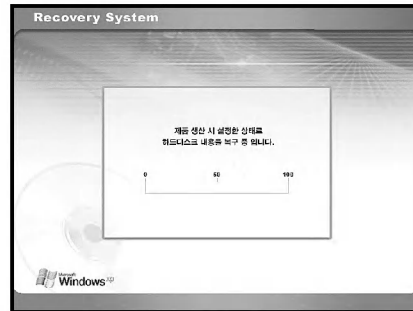 Recovery System
제품 생산 시 설정한 상태로
하드디스크 내용을 복구 중 입니다.
0 50 100
Microsoft
Windows xp